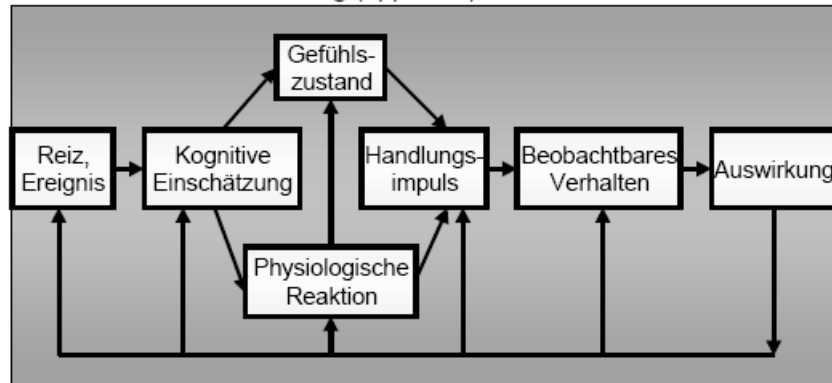 Gefühls-
zustand
Reiz,
Ereignis
Kognitive
Einschätzung
Handlungs-
impuls
Beobachtbares
Verhalten
Auswirkung
Physiologische
Reaktion